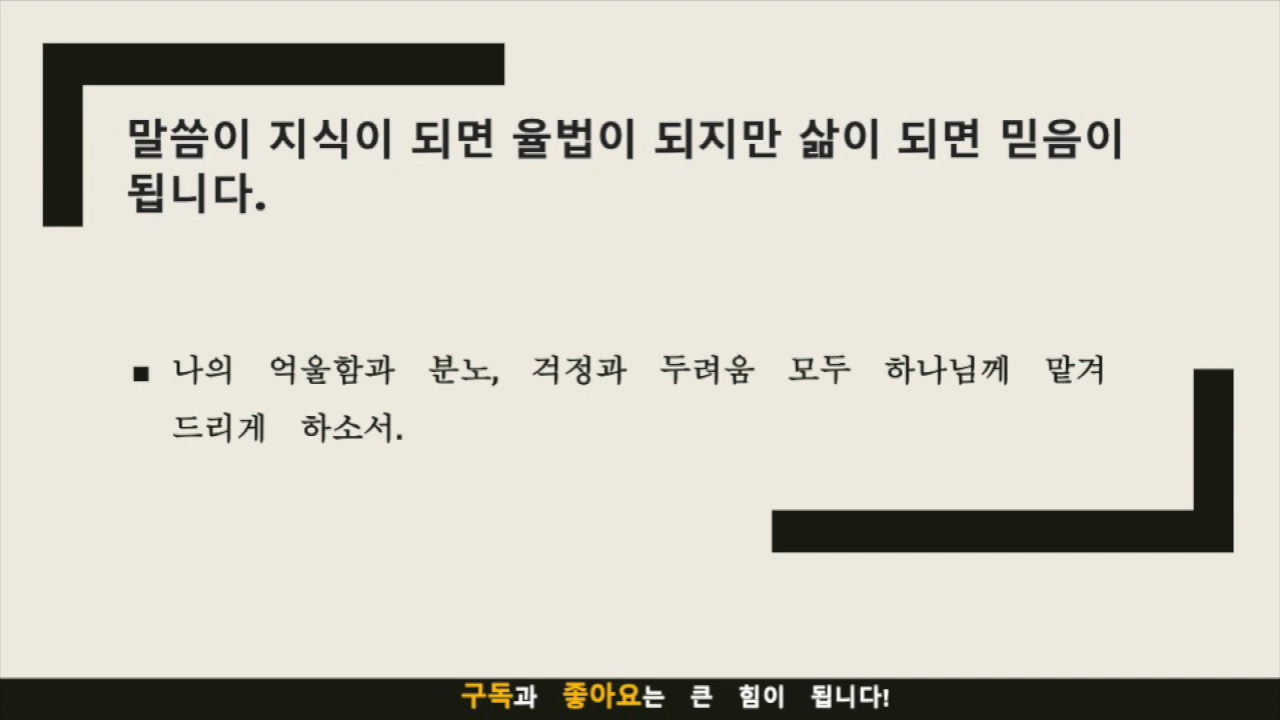 말씀이 지식이 되면 율법이 되지만 삶이 되면 믿음이
됩니다.
■ 나의 억울함과 분노, 걱정과 두려움 모두 하나님께 맡겨
드리게 하소서.
구독과 좋아요는 큰 힘이 됩니다!